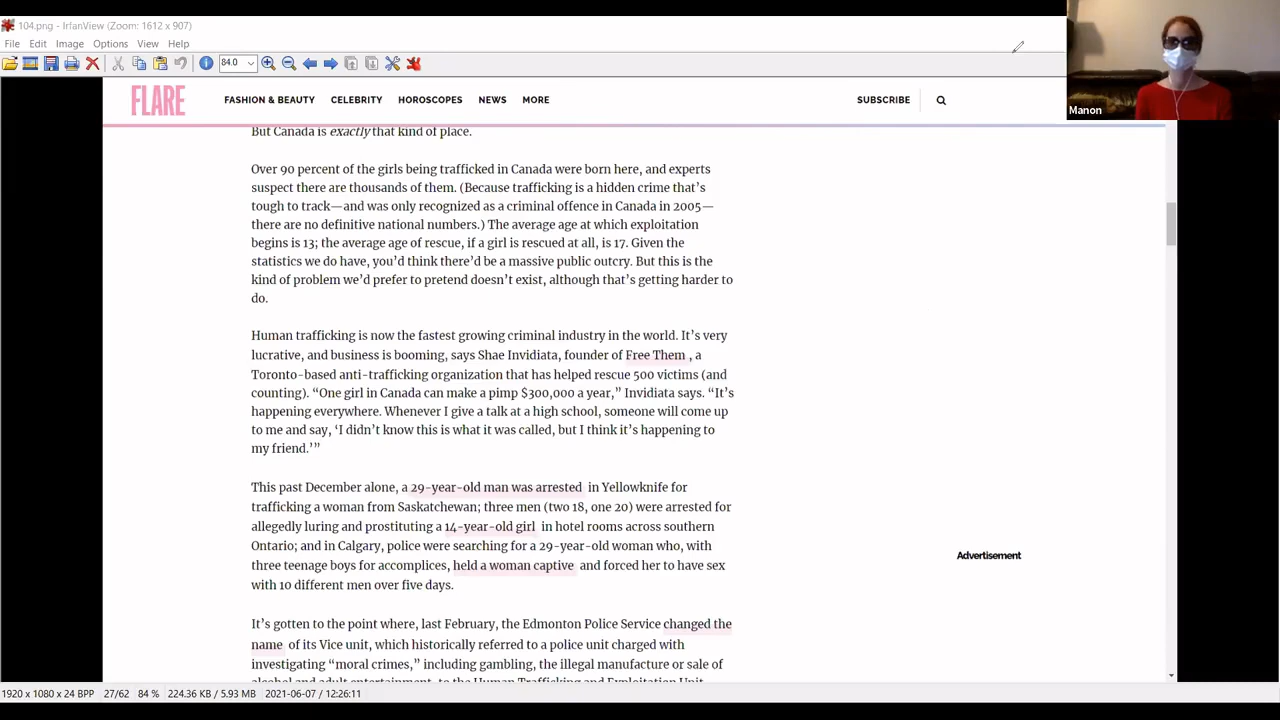 104.png - IrfanView (Zoom: 1612 x 907)
File Edit Image Options View Help
84.0
Manon
FLARE
FASHION & BEAUTY CELEBRITY HOROSCOPES NEWS MORE SUBSCRIBE
But Canada is exactly that kind of place.
Over 90 percent of the girls being trafficked in Canada were born here, and experts
suspect there are thousands of them. (Because trafficking is a hidden crime that’s
tough to track—and was only recognized as a criminal offence in Canada in 2005—
there are no definitive national numbers.) The average age at which exploitation
begins is 13; the average age of rescue, if a girl is rescued at all, is 17. Given the
statistics we do have, you’d think there’d be a massive public outcry. But this is the
kind of problem we’d prefer to pretend doesn’t exist, although that’s getting harder to
do.
Human trafficking is now the fastest growing criminal industry in the world. It’s very
lucrative, and business is booming, says Shae Invidiata, founder of Free Them , a
Toronto-based anti-trafficking organization that has helped rescue 500 victims (and
counting). “One girl in Canada can make a pimp $300,000 a year,” Invidiata says. “It’s
happening everywhere. Whenever I give a talk at a high school, someone will come up
to me and say, ‘I didn’t know this is what it was called, but I think it’s happening to
my friend.’”
This past December alone, a 29-year-old man was arrested in Yellowknife for
trafficking a woman from Saskatchewan; three men (two 18, one 20) were arrested for
allegedly luring and prostituting a 14-year-old girl in hotel rooms across southern
Ontario; and in Calgary, police were searching for a 29-year-old woman who, with
three teenage boys for accomplices, held a woman captive and forced her to have sex
with 10 different men over five days.
Advertisement
It’s gotten to the point where, last February, the Edmonton Police Service changed the
name of its Vice unit, which historically referred to a police unit charged with
investigating “moral crimes,” including gambling, the illegal manufacture or sale of
alcohol and adult entertainment, to the Human Trafficking and Exploitation Unit
1920 x 1080 x 24 BPP 27/62 84 % 224.36 KB / 5.93 MB 2021-06-07 / 12:26:11